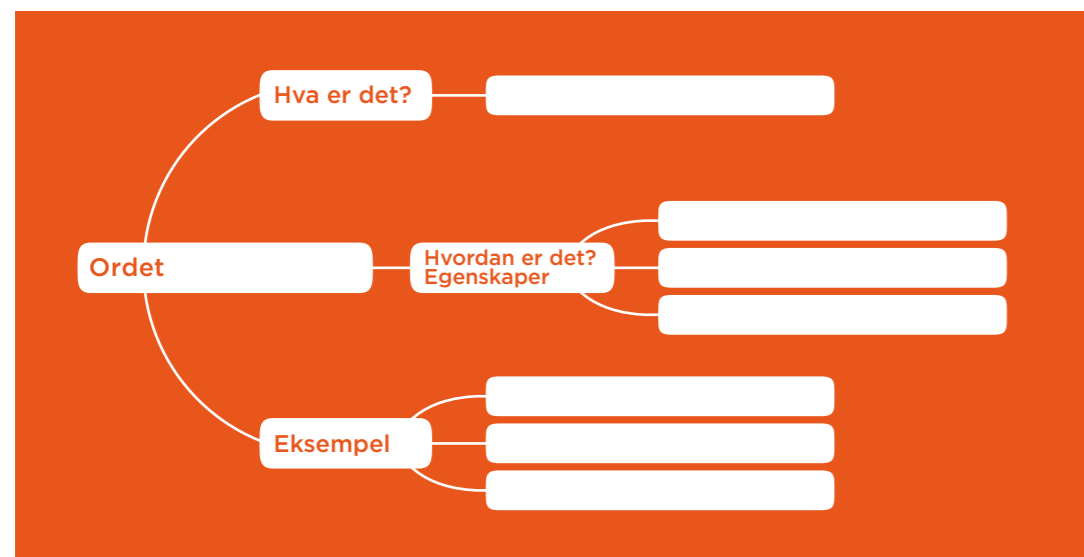 Hva er det?
Ordet
Hvordan er det?
Egenskaper
Eksempel